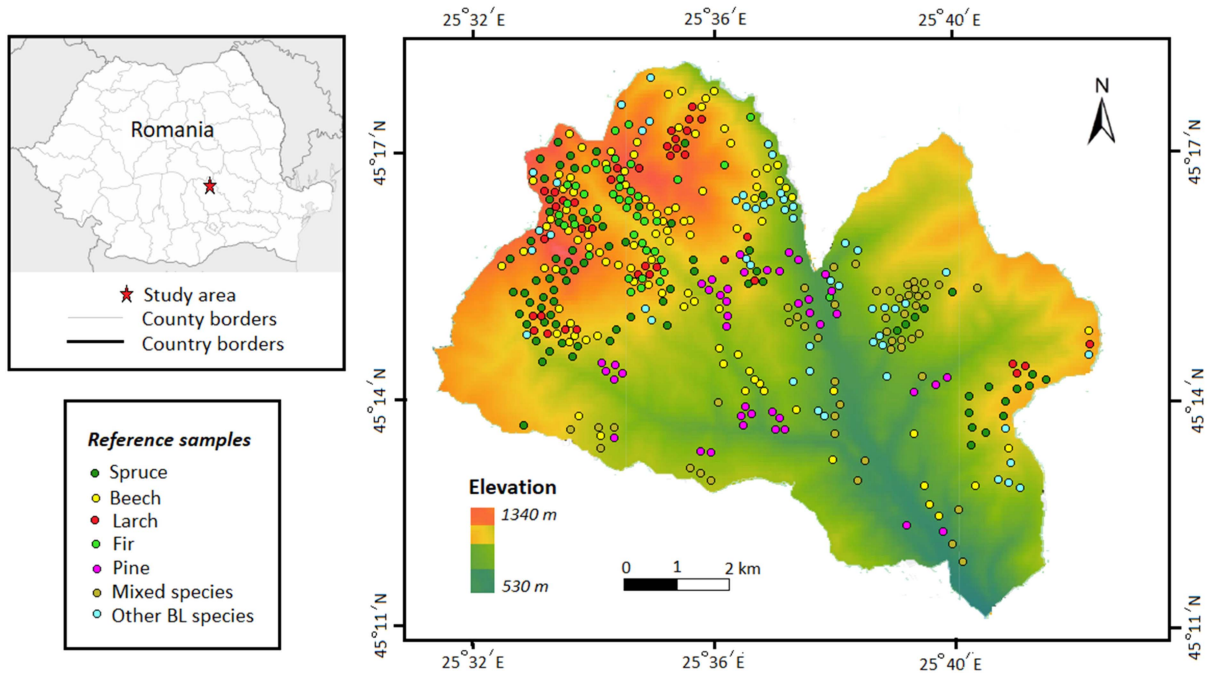 25°32´E 25°36´E 25°40´E
N
45°17´N
45°17´N
Romania
Study area
County borders
Country borders
45°14´N
45°14´N
Reference samples
Spruce
Beech
Larch
Fir
Pine
Mixed species
Other BL species
Elevation
1340 m
530 m
0 1 2 km
45°11´N
45°11´N
25°32´E 25°36´E 25°40´E